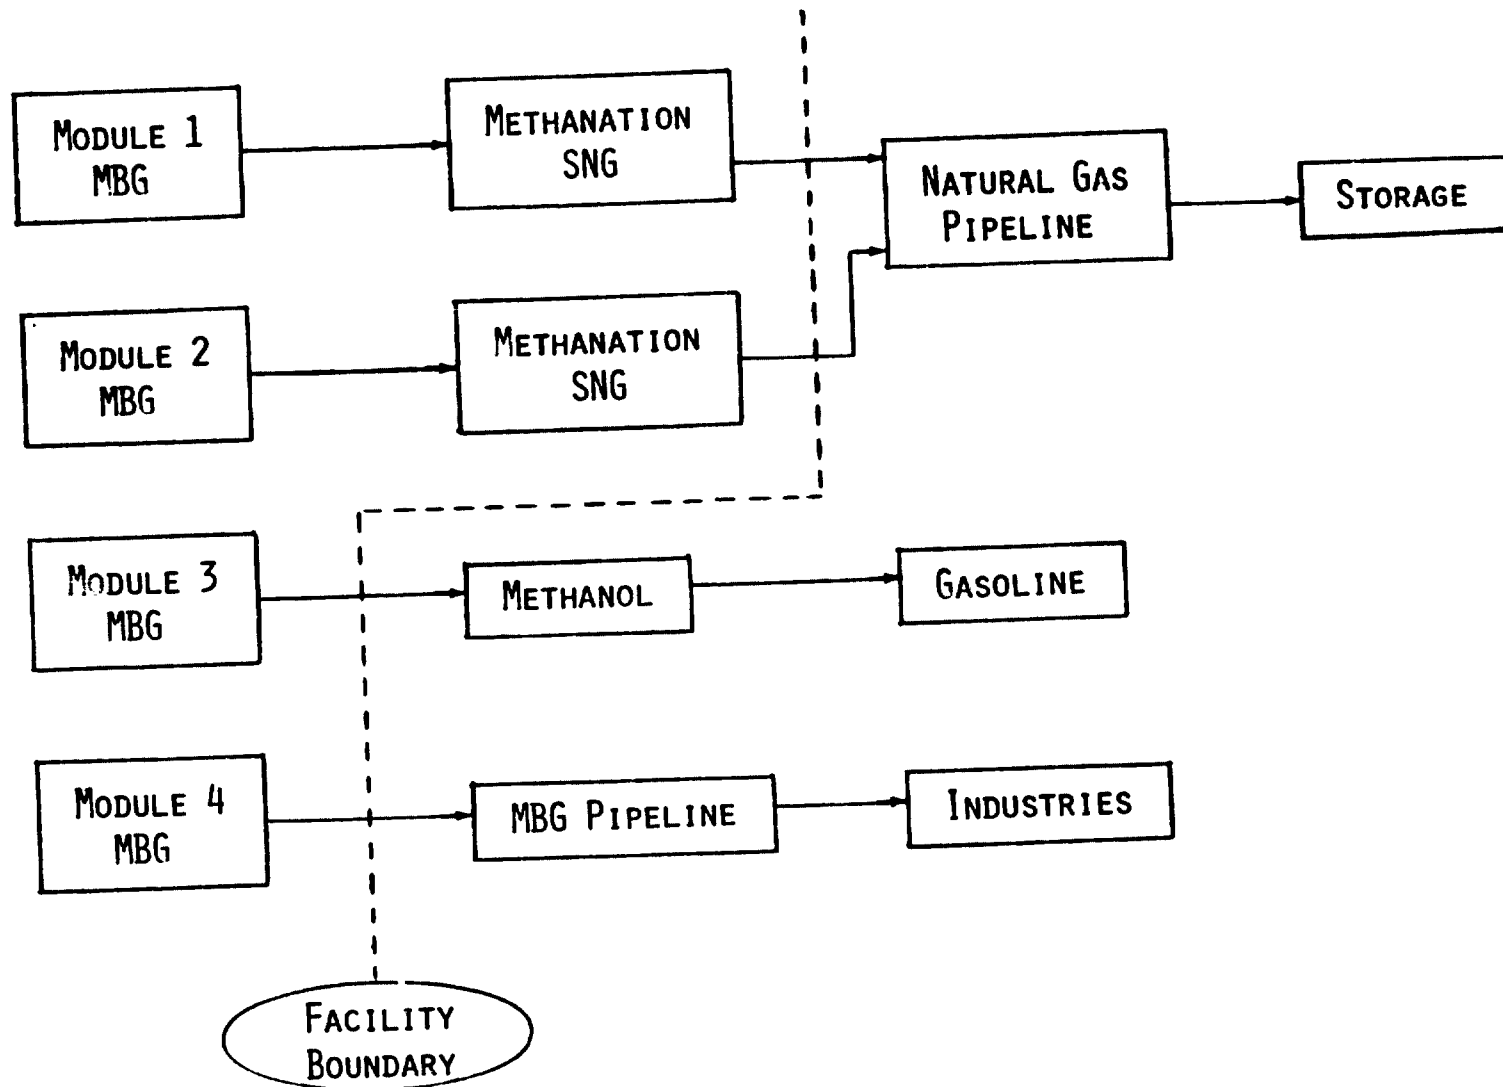 MODULE 1
MBG
METHANATION
SNG
NATURAL GAS
PIPELINE
STORAGE
MODULE 2
MBG
METHANATION
SNG
MODULE 3
MBG
METHANOL
GASOLINE
MODULE 4
MBG
MBG PIPELINE
INDUSTRIES
FACILITY
BOUNDARY